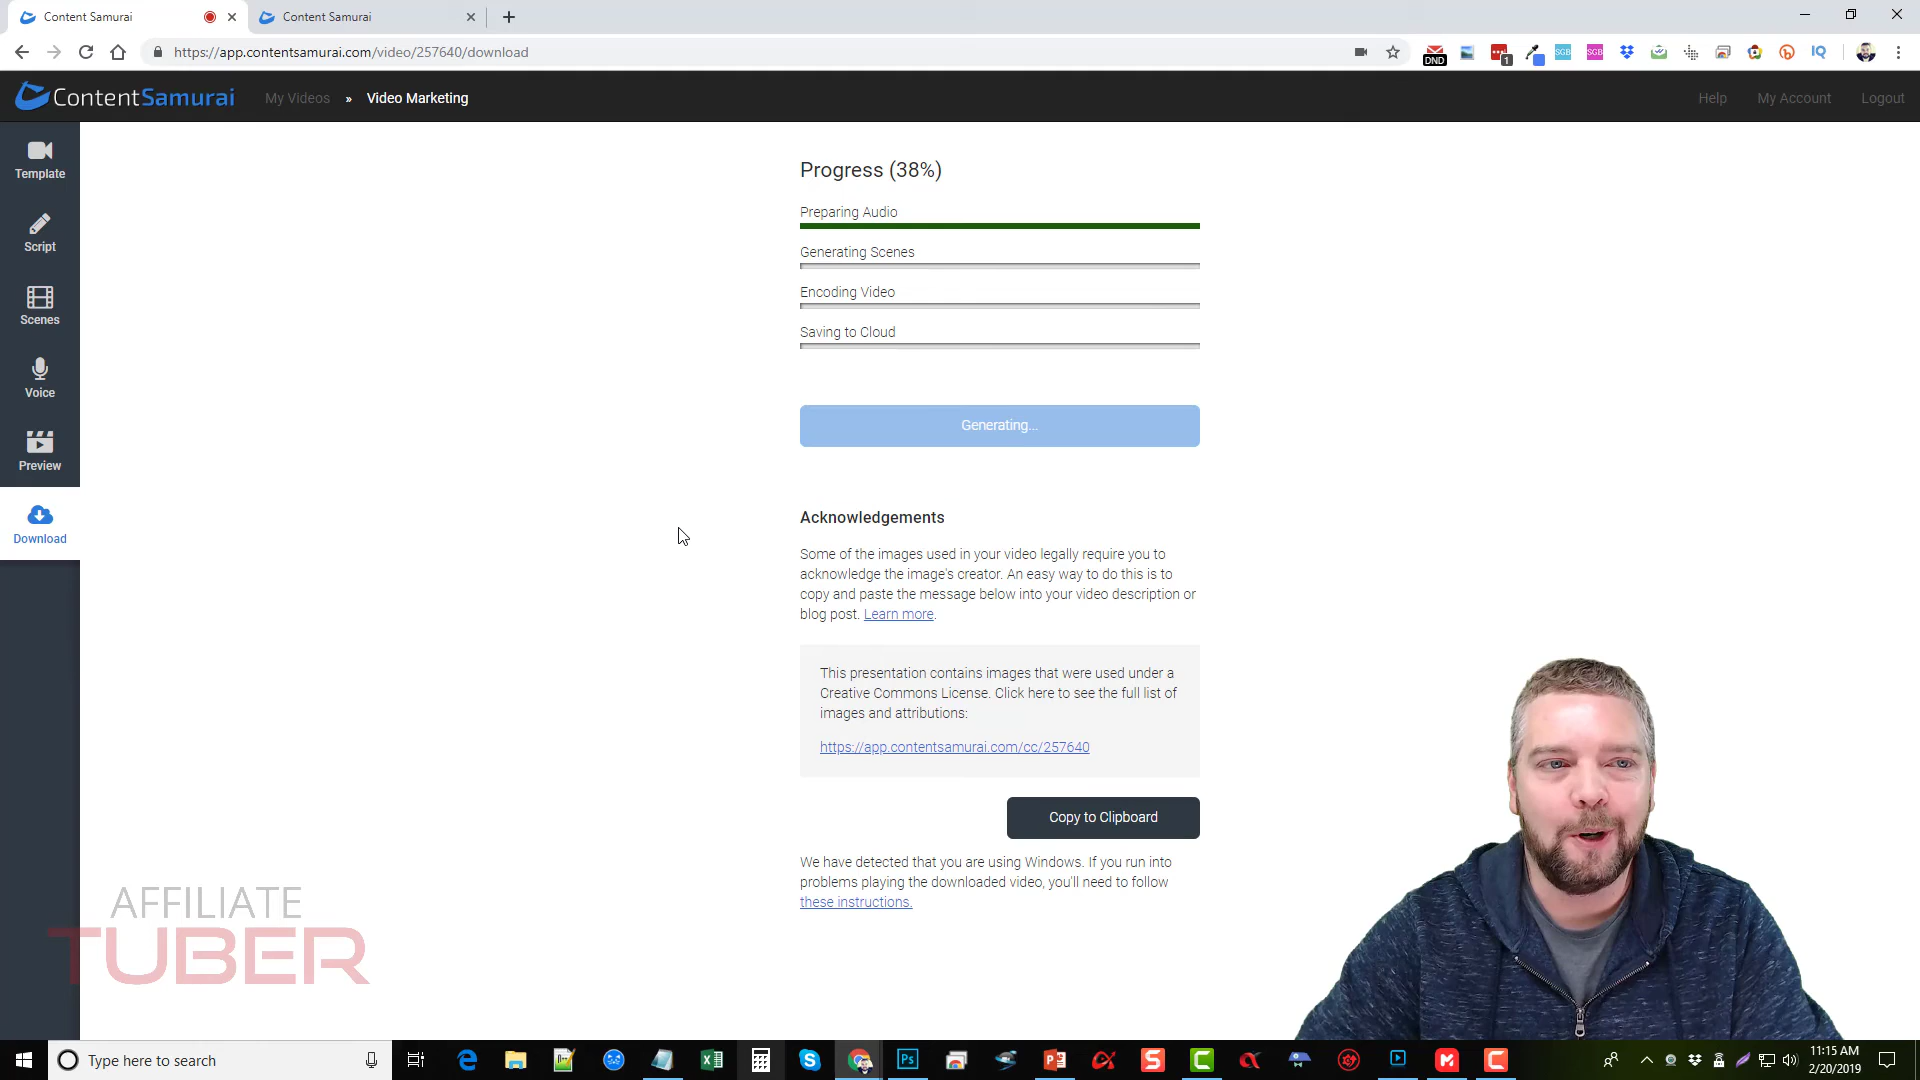 Content Samurai
Content Samurai
https://app.contentsamurai.com/video/257640/download
DND
1
SGB
SGB
IQ
ContentSamurai
My Videos » Video Marketing
Help
My Account
Logout
Template
Script
Scenes
Voice
Preview
Download
Progress (38%)
Preparing Audio
Generating Scenes
Encoding Video
Saving to Cloud
Generating...
Acknowledgements
Some of the images used in your video legally require you to
acknowledge the image's creator. An easy way to do this is to
copy and paste the message below into your video description or
blog post. Learn more.
This presentation contains images that were used under a
Creative Commons License. Click here to see the full list of
images and attributions:
https://app.contentsamurai.com/cc/257640
Copy to Clipboard
We have detected that you are using Windows. If you run into
problems playing the downloaded video, you'll need to follow
these instructions.
AFFILIATE
TUBER
Type here to search
Ps
11:15 AM
2/20/2019